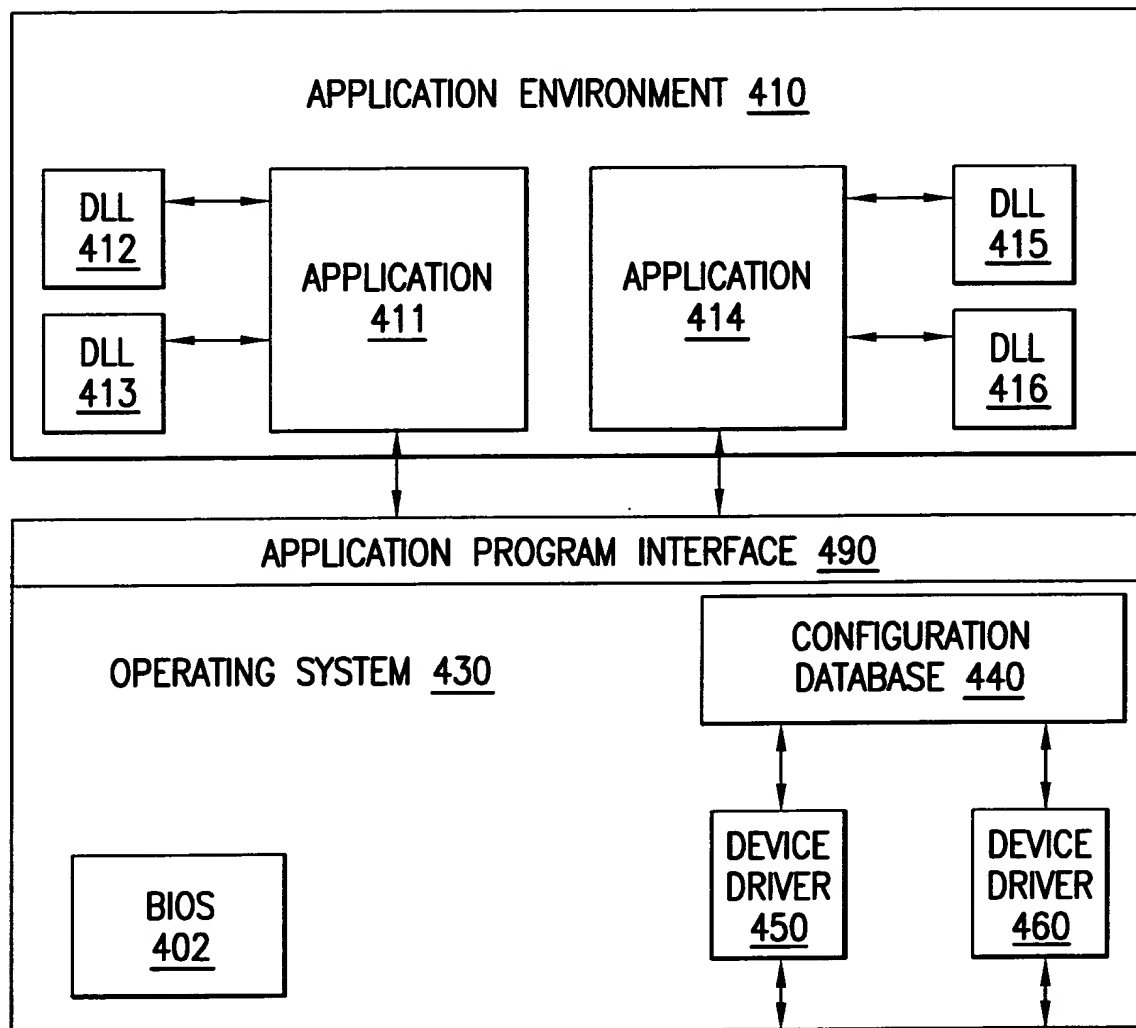 APPLICATION ENVIRONMENT 410
DLL
412
APPLICATION
411
DLL
413
APPLICATION
414
DLL
415
DLL
416
APPLICATION PROGRAM INTERFACE 490
OPERATING SYSTEM 430
CONFIGURATION
DATABASE 440
DEVICE
DRIVER
450
DEVICE
DRIVER
460
BIOS
402